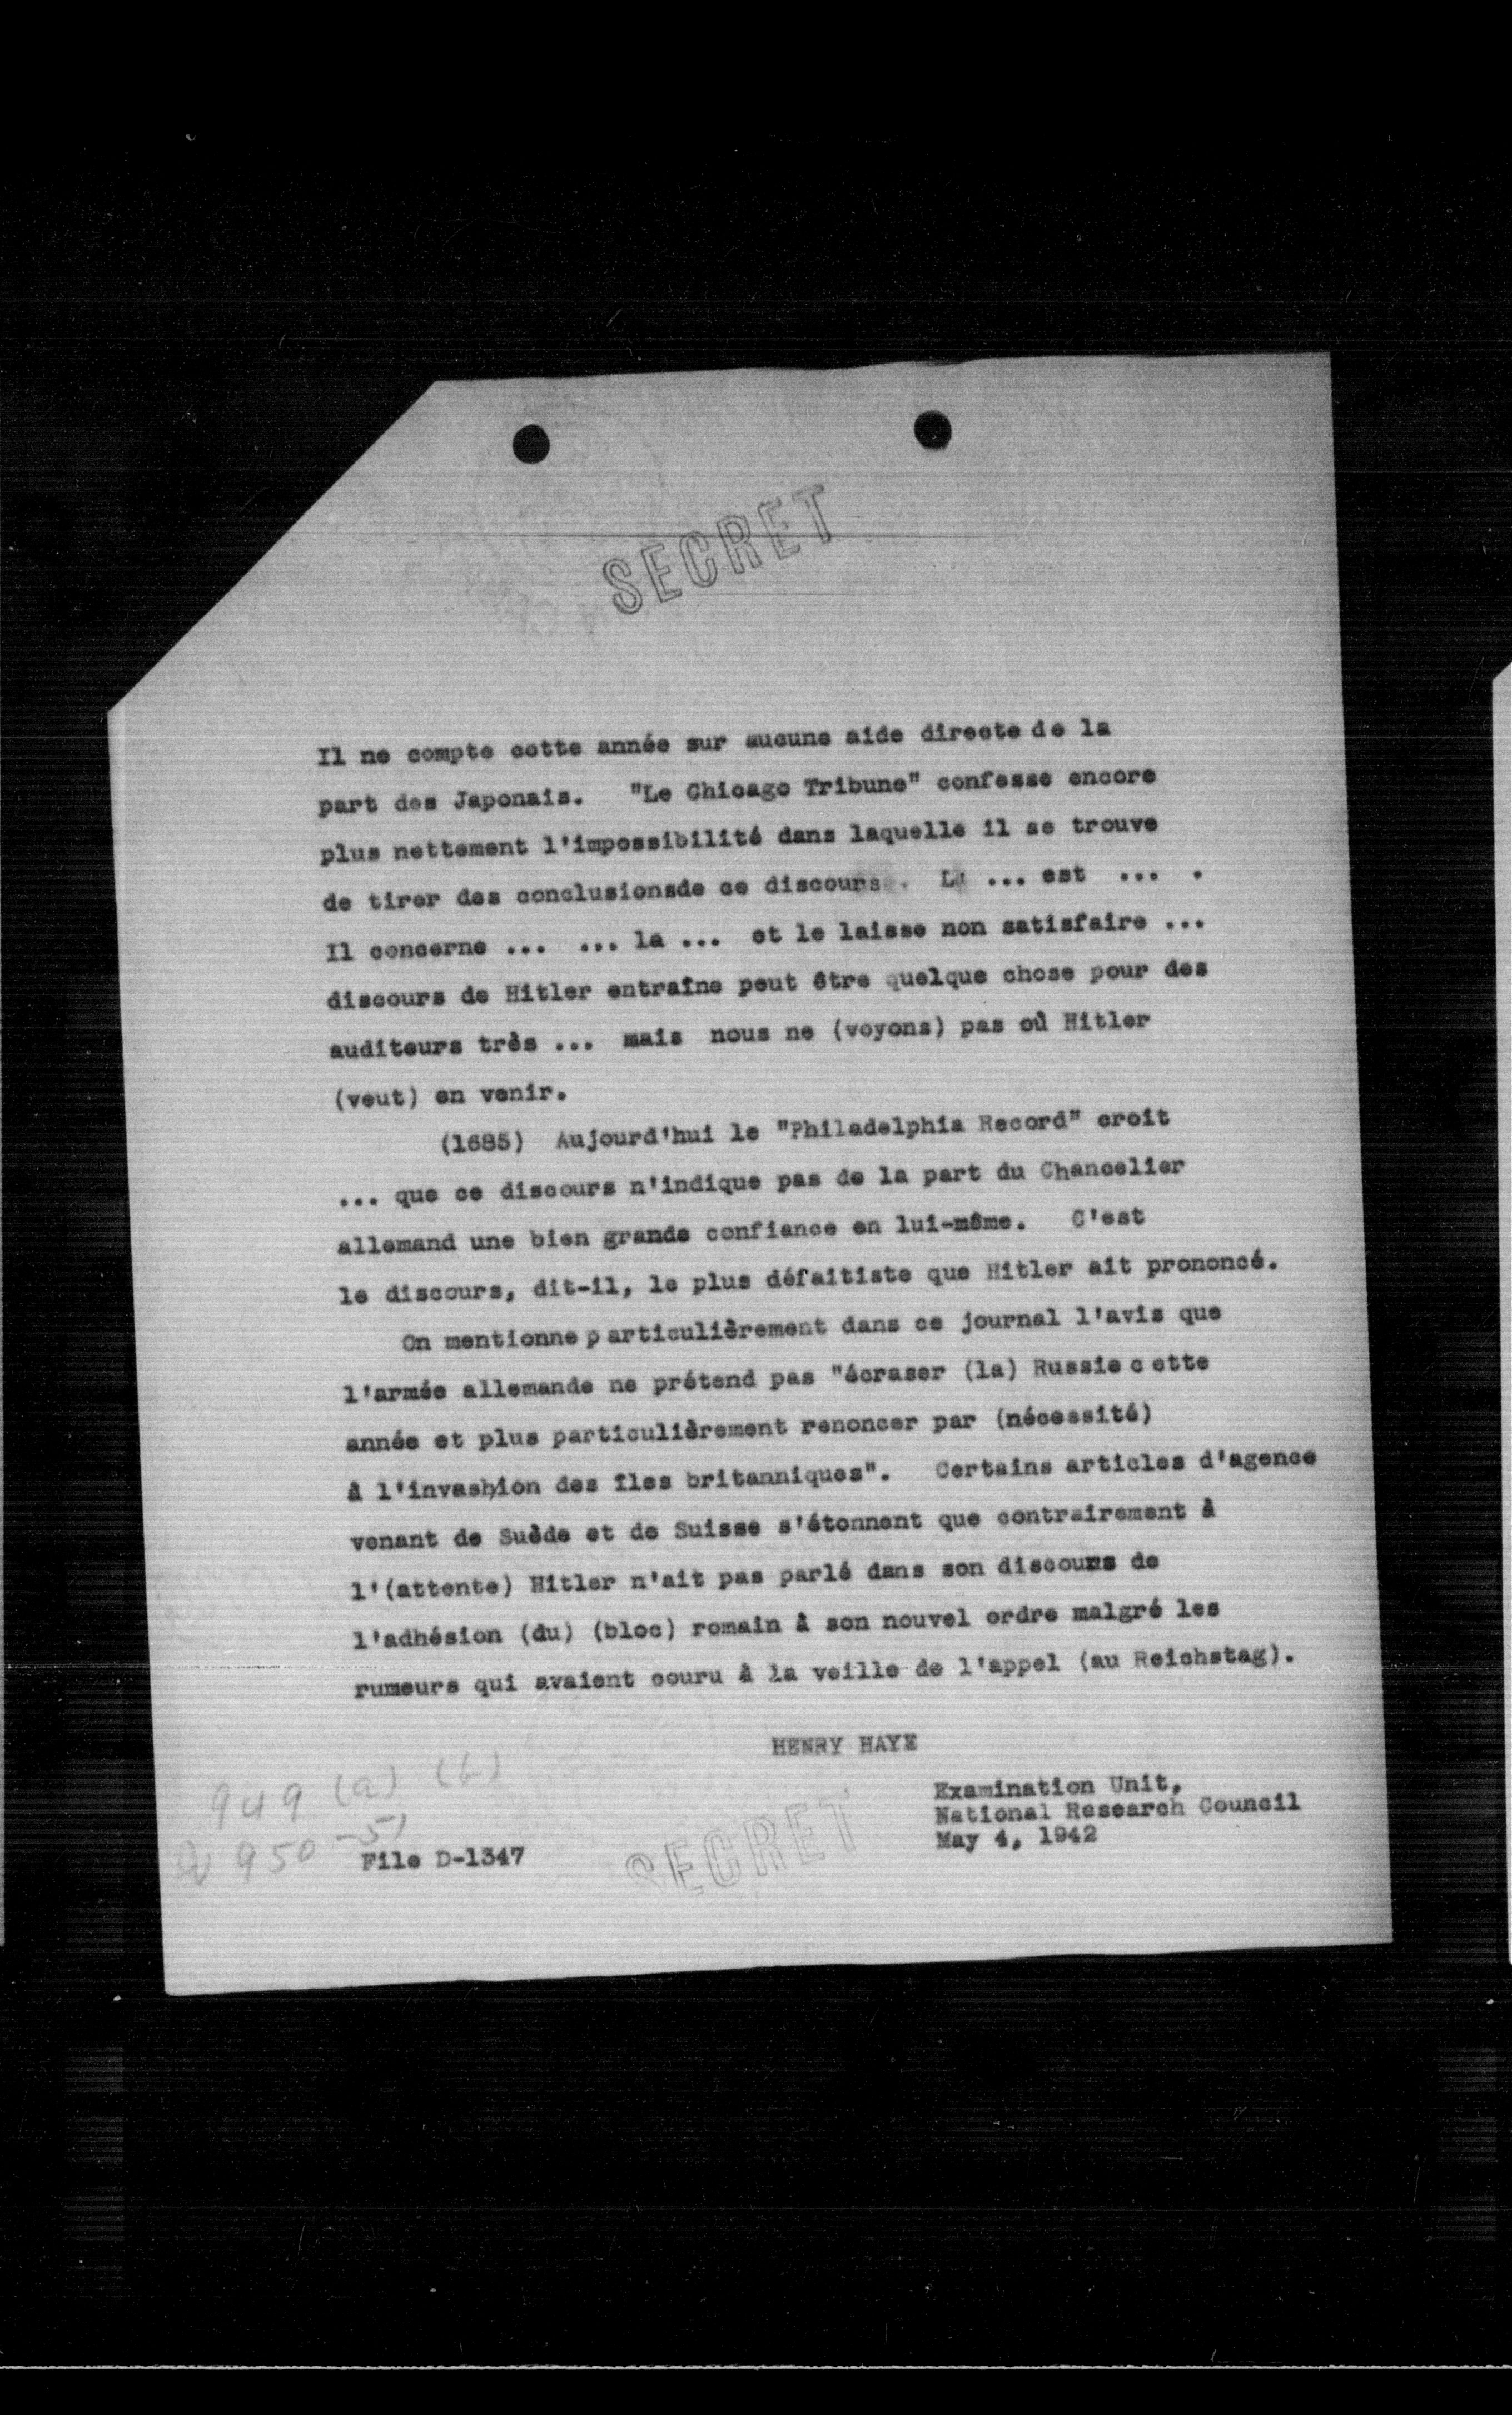 SECRET
Il ne compte cette année sur aucune aide directe de la
part des Japonais. "Le Chicago Tribune" confesse encore
plus nettement l'impossibilité dans laquelle il se trouve
de tirer des conclusionsde ce discours. ... est ... .
Il concerne ... ... la ... et le laisse non satisfaire ...
discours de Hitler entraîne peut être quelque chose pour des
auditeurs très ... mais nous ne (voyons) pas où Hitler
(veut) en venir.
(1685) Aujourd'hui le "Philadelphia Record" croit
... que ce discours n'indique pas de la part du Chancelier
allemand une bien grande confiance en lui-même. C'est
le discours, dit-il, le plus défaitiste que Hitler ait prononcé.
On mentionne particulièrement dans ce journal l'avis que
l'armée allemande ne prétend pas "écraser (la) Russie cette
année et plus particulièrement renoncer par (nécessité)
à l'invasion des îles britanniques". Certains articles d'agence
venant de Suède et de Suisse s'étonnent que contrairement à
l'(attente) Hitler n'ait pas parlé dans son discours de
l'adhésion (du) (bloc) romain à son nouvel ordre malgré les
rumeurs qui avaient couru à la veille de l'appel (au Reichstag).
HENRY HAYE
949 (a) (b)
950-51
File D-1347
SECRET
Examination Unit,
National Research Council
May 4, 1942